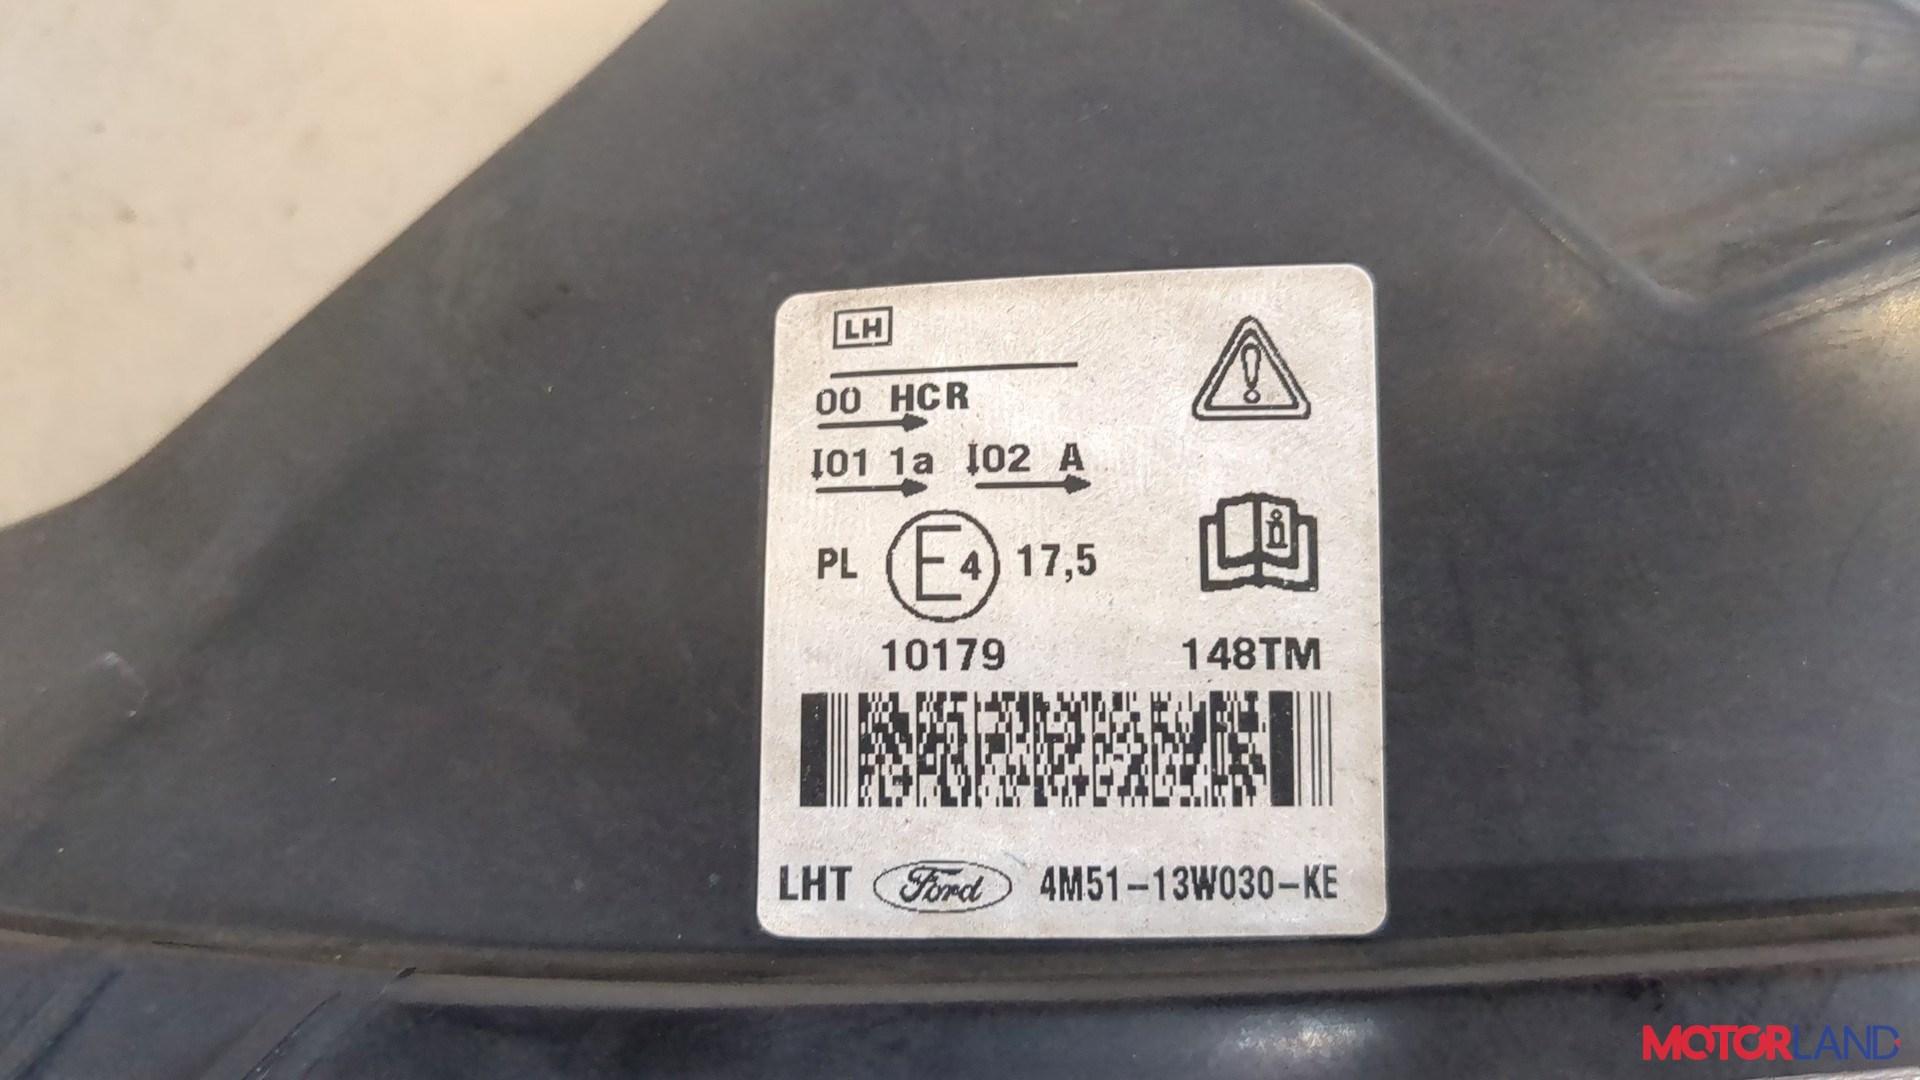 LH
00 HCR
01 1a 02 A
PL E4 17,5
10179 148TM
LHT Ford 4M51-13W030-KE
MOTORLAND